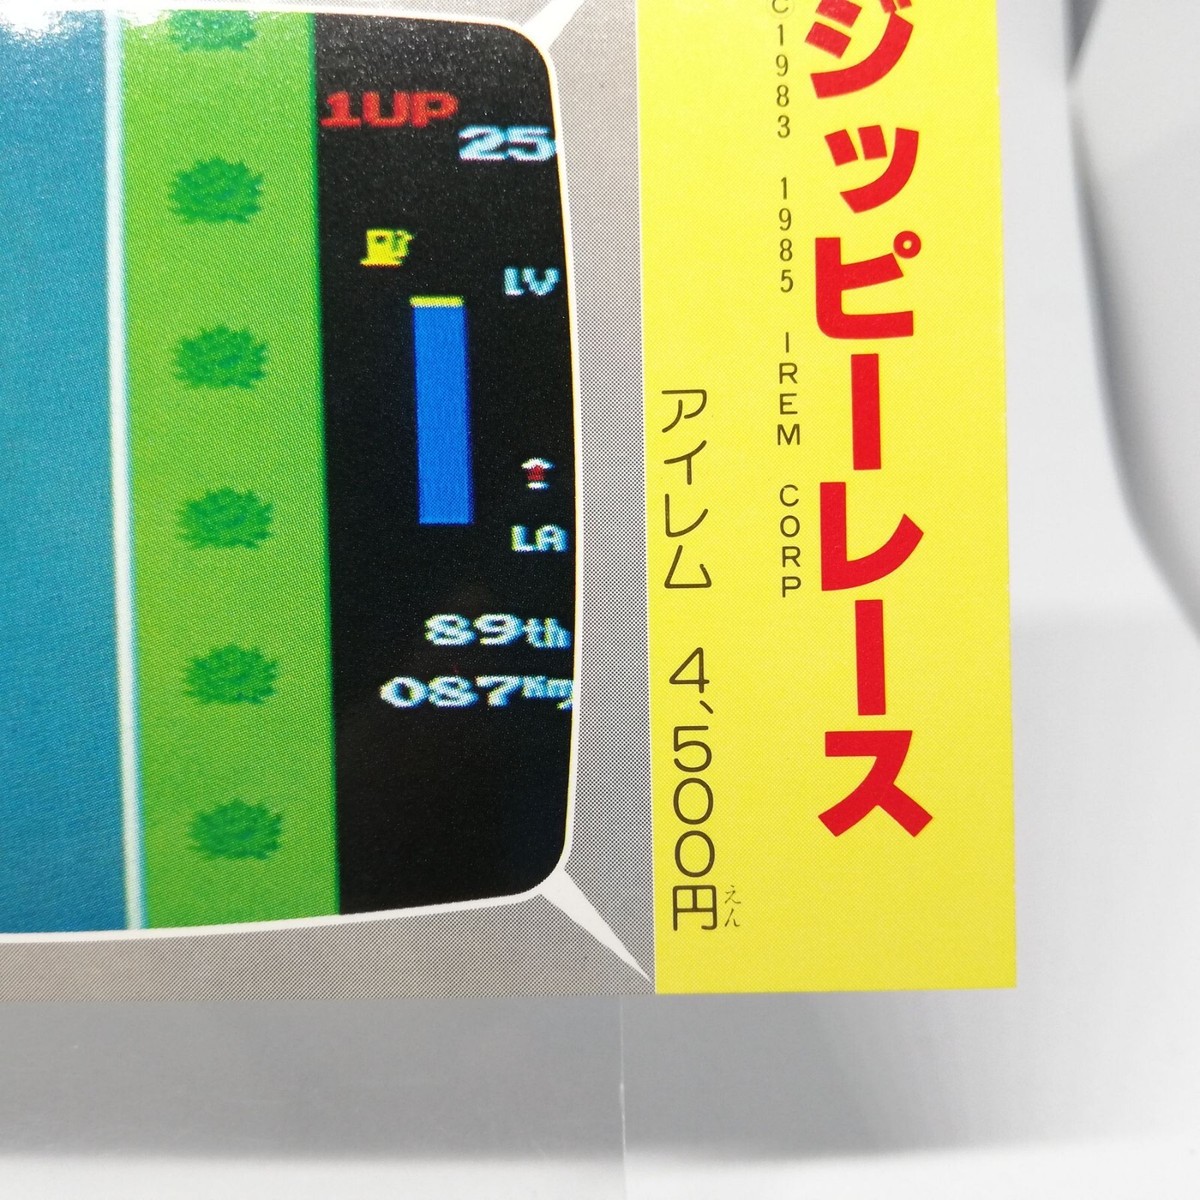 ジッピーレース
C1983 1985 IREM CORP
アイレム 4,500円
えん
1UP
25
LV
LA
89th
087Km